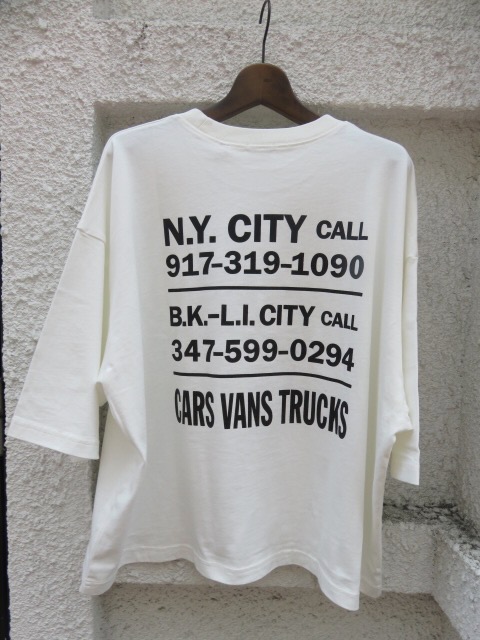 N.Y. CITY CALL
917-319-1090
B.K.-L.I. CITY CALL
347-599-0294
CARS VANS TRUCKS